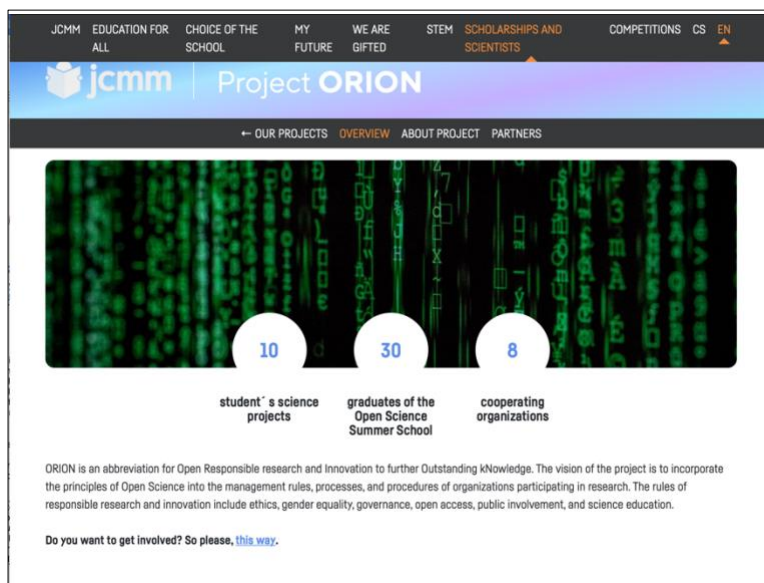 JCMM EDUCATION FOR ALL CHOICE OF THE SCHOOL MY FUTURE WE ARE GIFTED STEM SCHOLARSHIPS AND SCIENTISTS COMPETITIONS CS EN
jcmm Project ORION
← OUR PROJECTS OVERVIEW ABOUT PROJECT PARTNERS
10 30 8
student´ s science projects
graduates of the Open Science Summer School
cooperating organizations
ORION is an abbreviation for Open Responsible research and Innovation to further Outstanding kNowledge. The vision of the project is to incorporate
the principles of Open Science into the management rules, processes, and procedures of organizations participating in research. The rules of
responsible research and innovation include ethics, gender equality, governance, open access, public involvement, and science education.
Do you want to get involved? So please, this way.